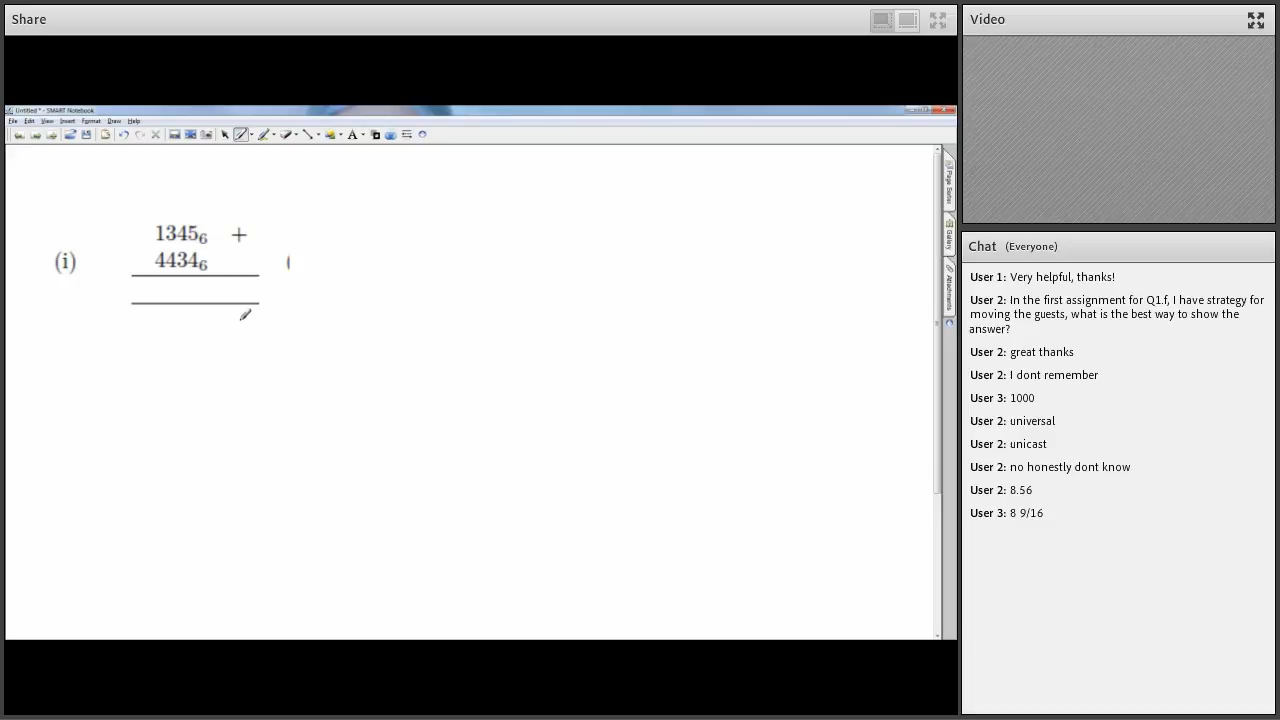 Share
Video
Untitled * - SMART Notebook
File Edit View Insert Format Draw Help
Page Sorter
Gallery
Attachments
1345₆ +
(i) 4434₆ (
Chat (Everyone)
User 1: Very helpful, thanks!
User 2: In the first assignment for Q1.f, I have strategy for
moving the guests, what is the best way to show the
answer?
User 2: great thanks
User 2: I dont remember
User 3: 1000
User 2: universal
User 2: unicast
User 2: no honestly dont know
User 2: 8.56
User 3: 8 9/16